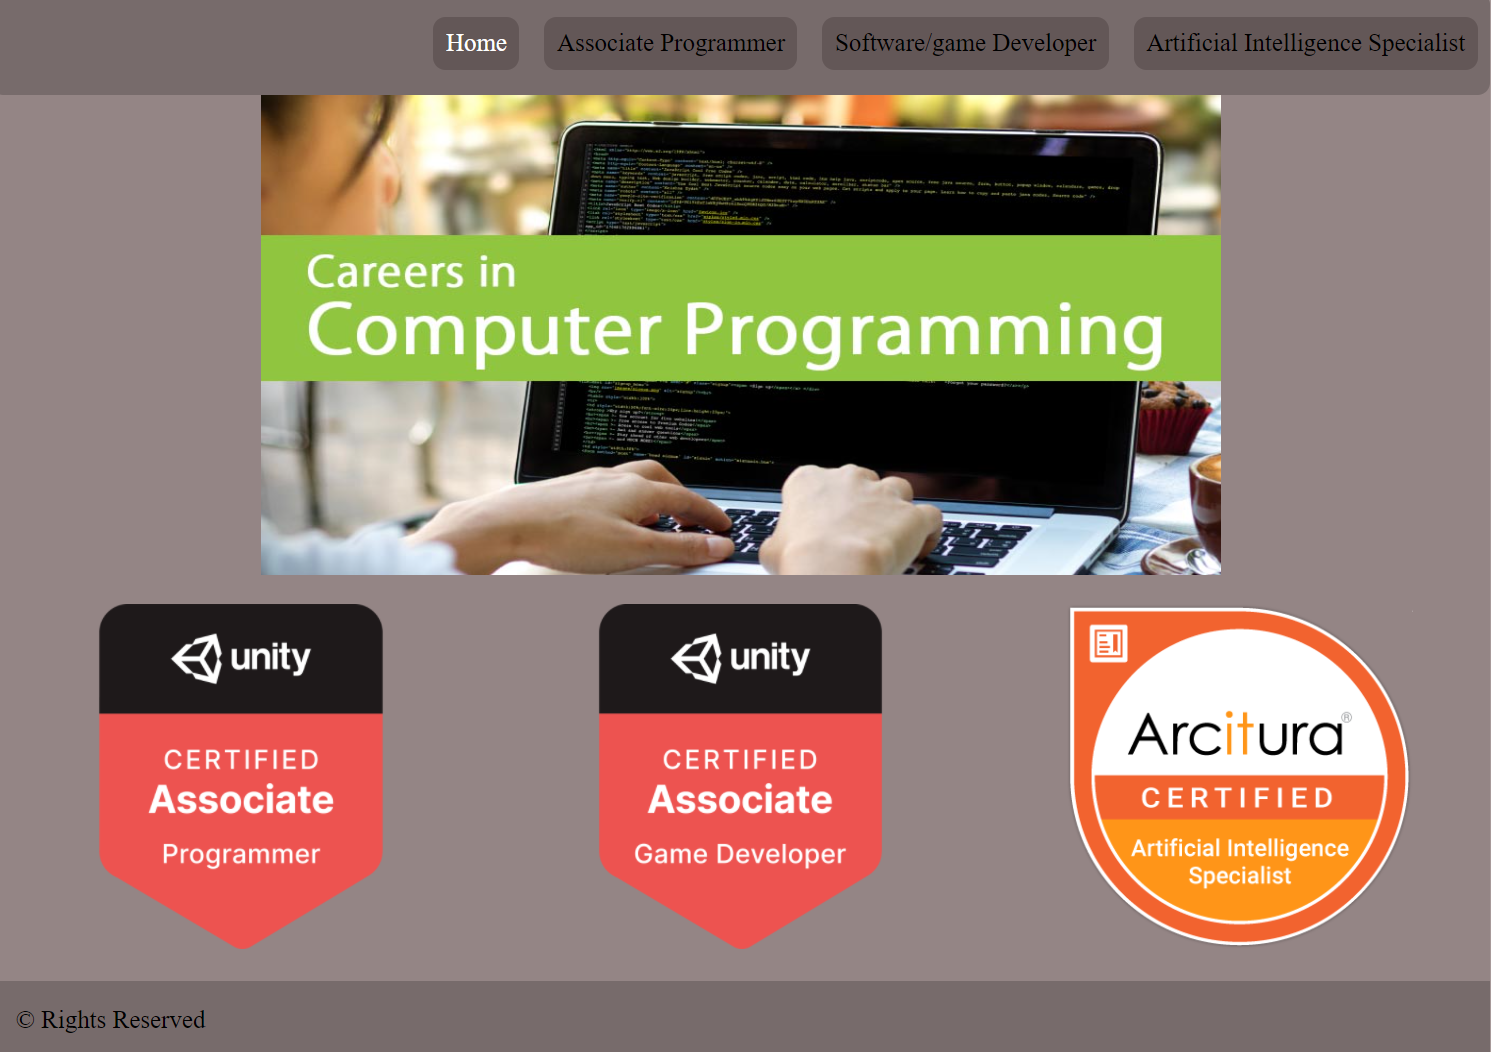 Home
Associate Programmer
Software/game Developer
Artificial Intelligence Specialist
Careers in
Computer Programming
unity
CERTIFIED
Associate
Programmer
unity
CERTIFIED
Associate
Game Developer
Arcitura®
CERTIFIED
Artificial Intelligence
Specialist
© Rights Reserved